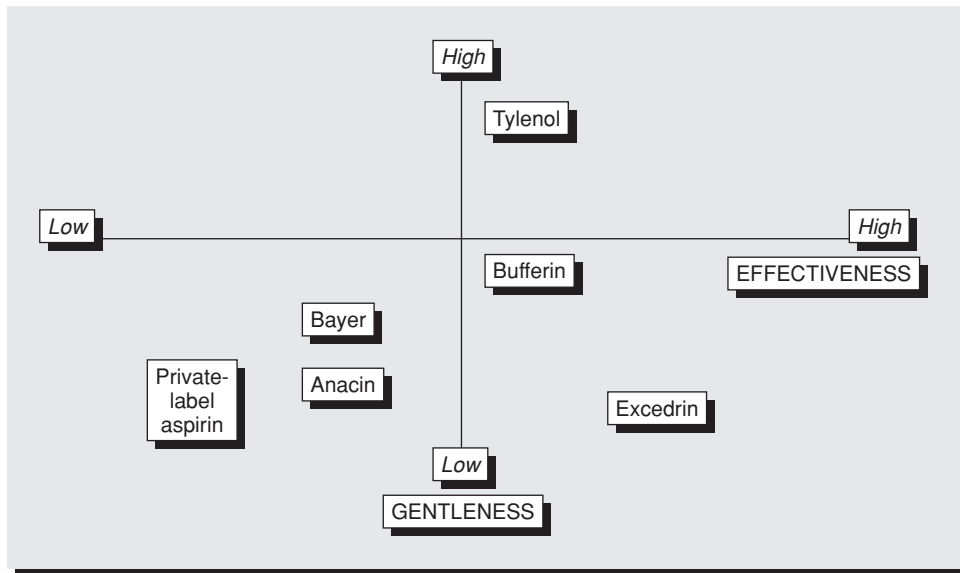 High
Tylenol
Low
High
Bufferin
EFFECTIVENESS
Bayer
Private-
label
aspirin
Anacin
Excedrin
Low
GENTLENESS